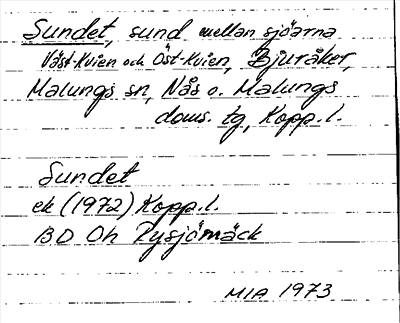 Sundet, sund mellan sjöarna
Väst-Kvien och Öst-Kvien, Bjuråker,
Malungs sn, Nås o. Malungs
doms. tg, Kopp. l.
Sundet
ek (1972) Kopp. l.
BD Oh Rysjömäck
MIA 1973